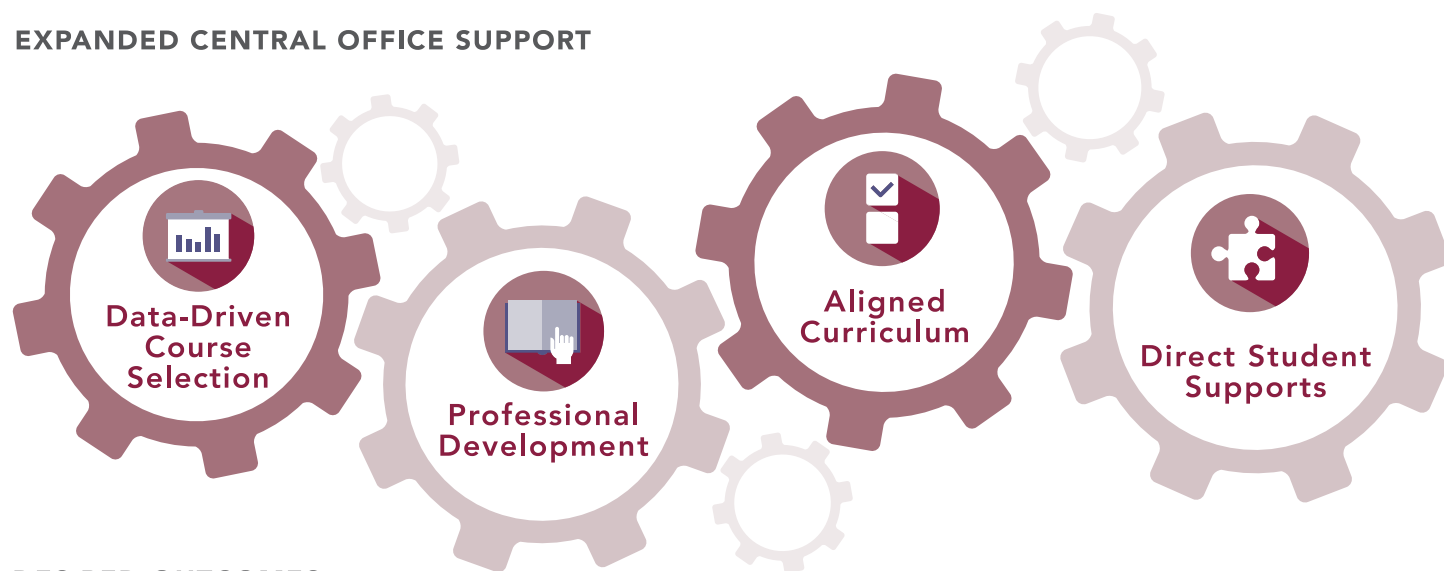 EXPANDED CENTRAL OFFICE SUPPORT
Data-Driven
Course
Selection
Professional
Development
Aligned
Curriculum
Direct Student
Supports